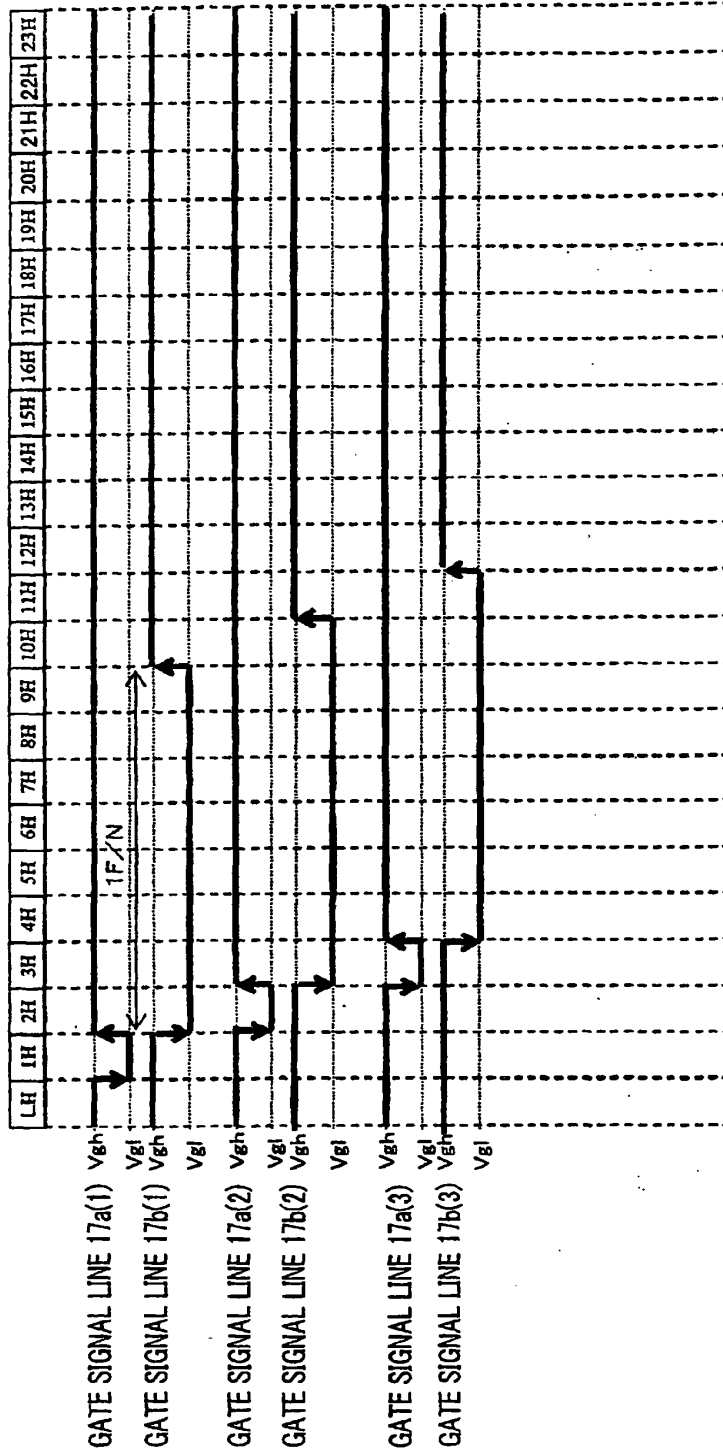 ⊔H 1H 2H 3H 4H 5H 6H 7H 8H 9H 10H 11H 12H 13H 14H 15H 16H 17H 18H 19H 20H 21H 22H 23H
GATE SIGNAL LINE 17a(1) Vgh
Vgl
1F/N
GATE SIGNAL LINE 17b(1) Vgh
Vgl
GATE SIGNAL LINE 17a(2) Vgh
Vgl
GATE SIGNAL LINE 17b(2) Vgh
Vgl
GATE SIGNAL LINE 17a(3) Vgh
Vgl
GATE SIGNAL LINE 17b(3) Vgh
Vgl